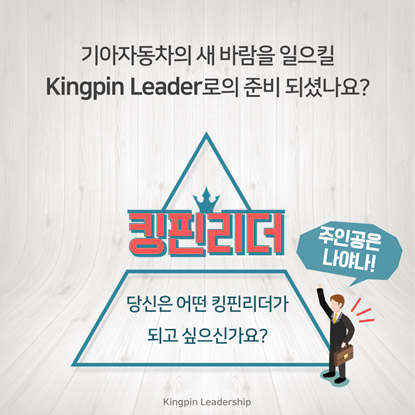 기아자동차의 새 바람을 일으킬
Kingpin Leader로의 준비 되셨나요?
킹핀리더
주인공은
나야나!
당신은 어떤 킹핀리더가
되고 싶으신가요?
Kingpin Leadership